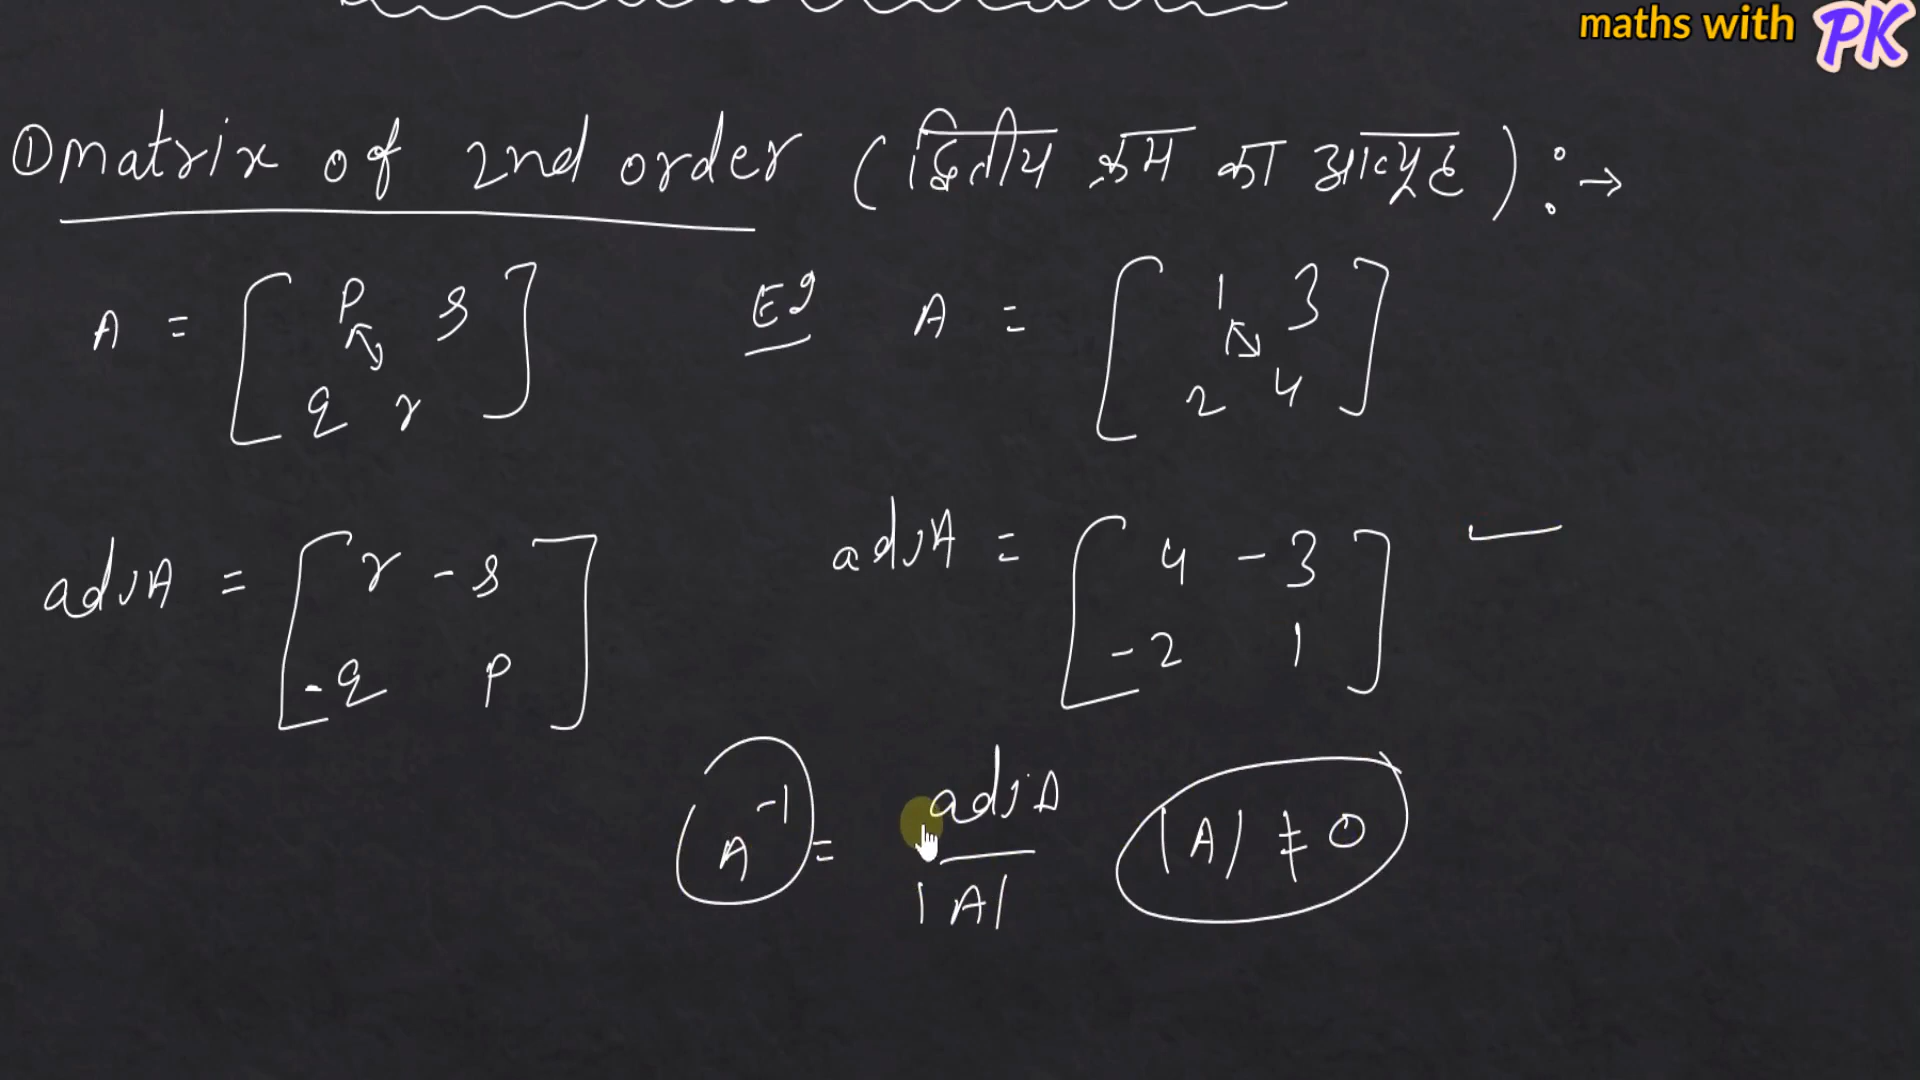 maths with PK
① Matrix of 2nd order (द्वितीय क्रम का आव्यूह) :→
A = [ p s
q r ]
Eg A = [ 1 3
2 4 ]
adjA = [ r -s
-q p ]
adjA = [ 4 -3
-2 1 ]
A⁻¹ = adjA / |A| |A| ≠ 0